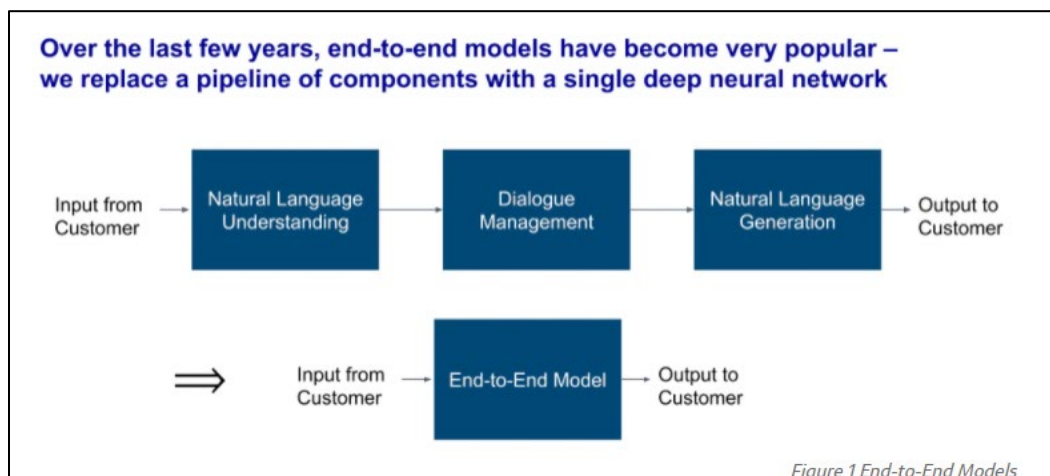 Over the last few years, end-to-end models have become very popular –
we replace a pipeline of components with a single deep neural network
Input from
Customer
Natural Language
Understanding
Dialogue
Management
Natural Language
Generation
Output to
Customer
⇒
Input from
Customer
End-to-End Model
Output to
Customer
Figure 1 End-to-End Models